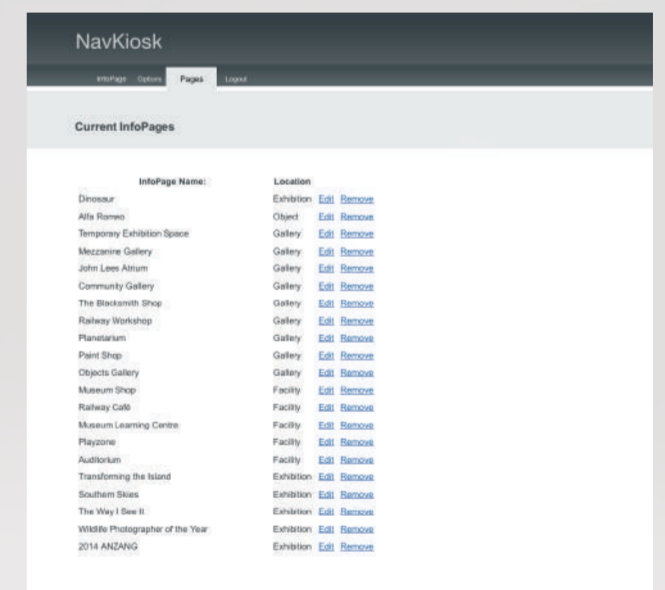 NavKiosk
InfoPage Options Pages Logout
Current InfoPages
InfoPage Name: Location
Dinosaur Exhibition Edit Remove
Alfa Romeo Object Edit Remove
Temporary Exhibition Space Gallery Edit Remove
Mezzanine Gallery Gallery Edit Remove
John Lees Atrium Gallery Edit Remove
Community Gallery Gallery Edit Remove
The Blacksmith Shop Gallery Edit Remove
Railway Workshop Gallery Edit Remove
Planetarium Gallery Edit Remove
Paint Shop Gallery Edit Remove
Objects Gallery Gallery Edit Remove
Museum Shop Facility Edit Remove
Railway Café Facility Edit Remove
Museum Learning Centre Facility Edit Remove
Playzone Facility Edit Remove
Auditorium Facility Edit Remove
Transforming the Island Exhibition Edit Remove
Southern Skies Exhibition Edit Remove
The Way I See It Exhibition Edit Remove
Wildlife Photographer of the Year Exhibition Edit Remove
2014 ANZANG Exhibition Edit Remove